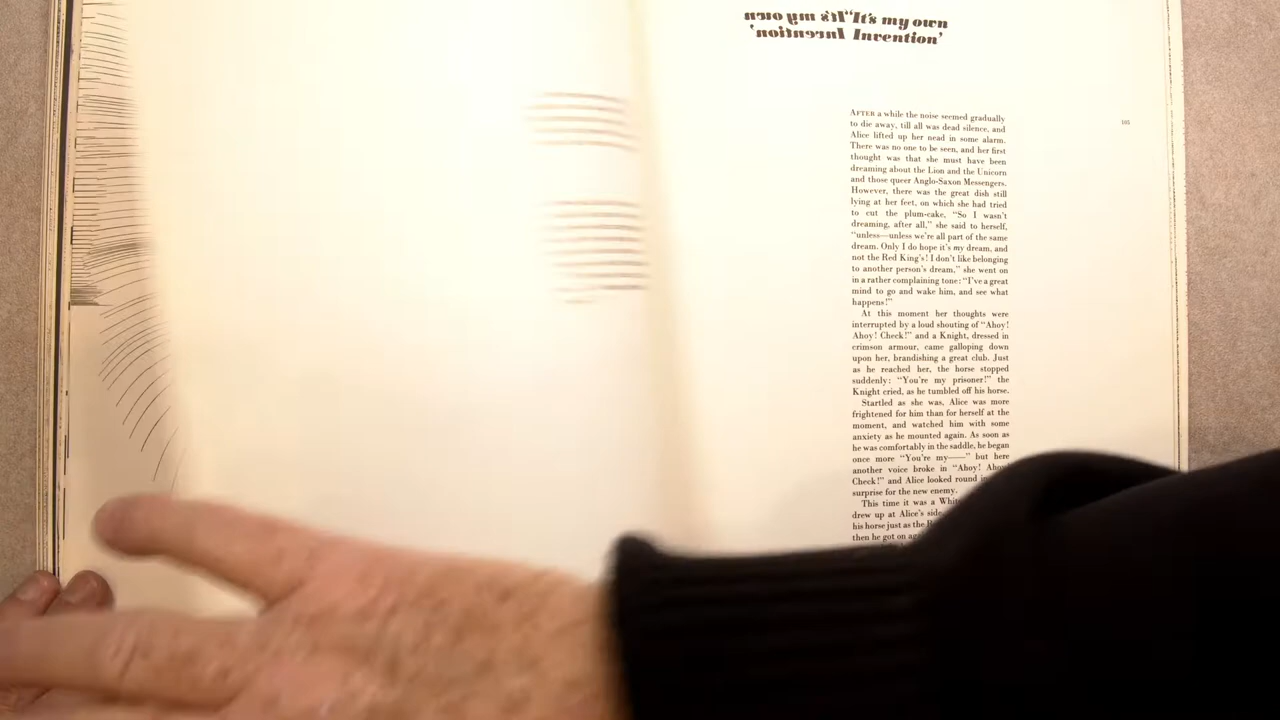 “It’s my own
Invention’
105
AFTER a while the noise seemed gradually
to die away, till all was dead silence, and
Alice lifted up her head in some alarm.
There was no one to be seen, and her first
thought was that she must have been
dreaming about the Lion and the Unicorn
and those queer Anglo-Saxon Messengers.
However, there was the great dish still
lying at her feet, on which she had tried
to cut the plum-cake, “So I wasn’t
dreaming, after all,” she said to herself,
“unless—unless we’re all part of the same
dream. Only I do hope it’s my dream, and
not the Red King’s! I don’t like belonging
to another person’s dream,” she went on
in a rather complaining tone: “I’ve a great
mind to go and wake him, and see what
happens!”
At this moment her thoughts were
interrupted by a loud shouting of “Ahoy!
Ahoy! Check!” and a Knight, dressed in
crimson armour, came galloping down
upon her, brandishing a great club. Just
as he reached her, the horse stopped
suddenly: “You’re my prisoner!” the
Knight cried, as he tumbled off his horse.
Startled as she was, Alice was more
frightened for him than for herself at the
moment, and watched him with some
anxiety as he mounted again. As soon as
he was comfortably in the saddle, he began
once more “You’re my——” but here
another voice broke in “Ahoy! Ahoy!
Check!” and Alice looked round in
surprise for the new enemy.
This time it was a
drew up at Alice’s side,
his horse just as the
then he got on